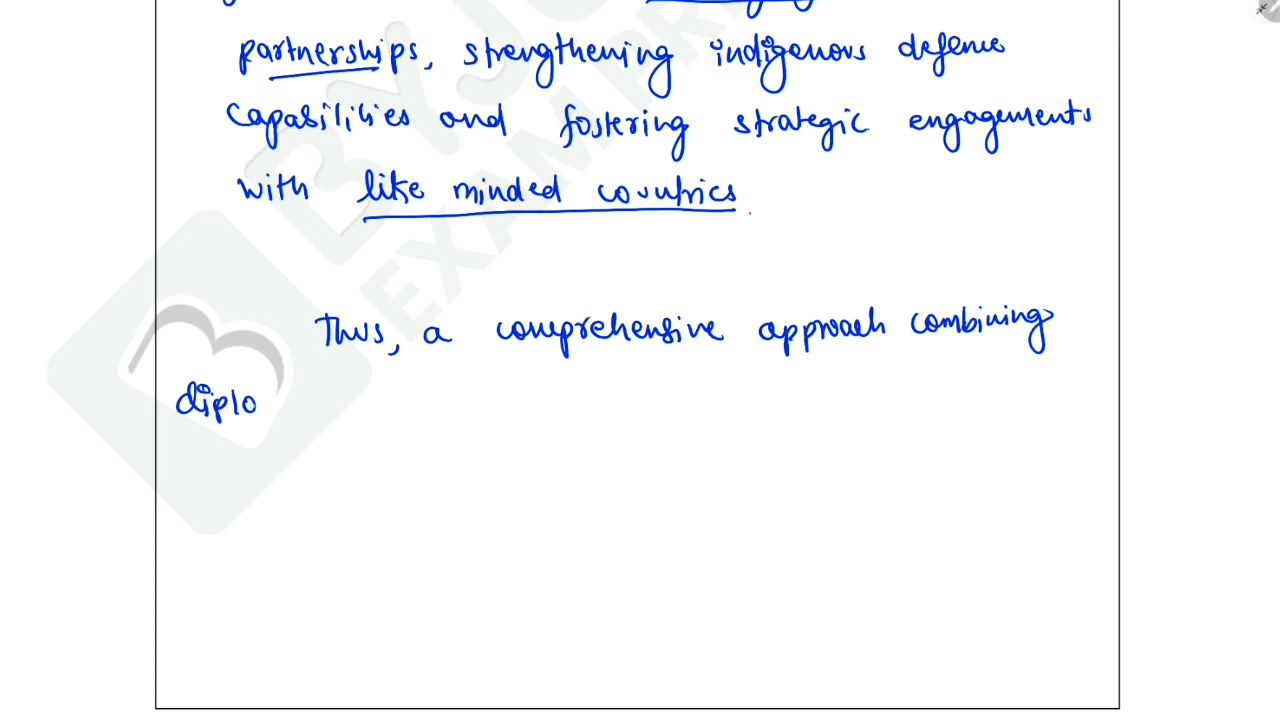 partnerships, strengthening indigenous defence
capabilities and fostering strategic engagements
with like minded countries.
Thus, a comprehensive approach combining
diplo